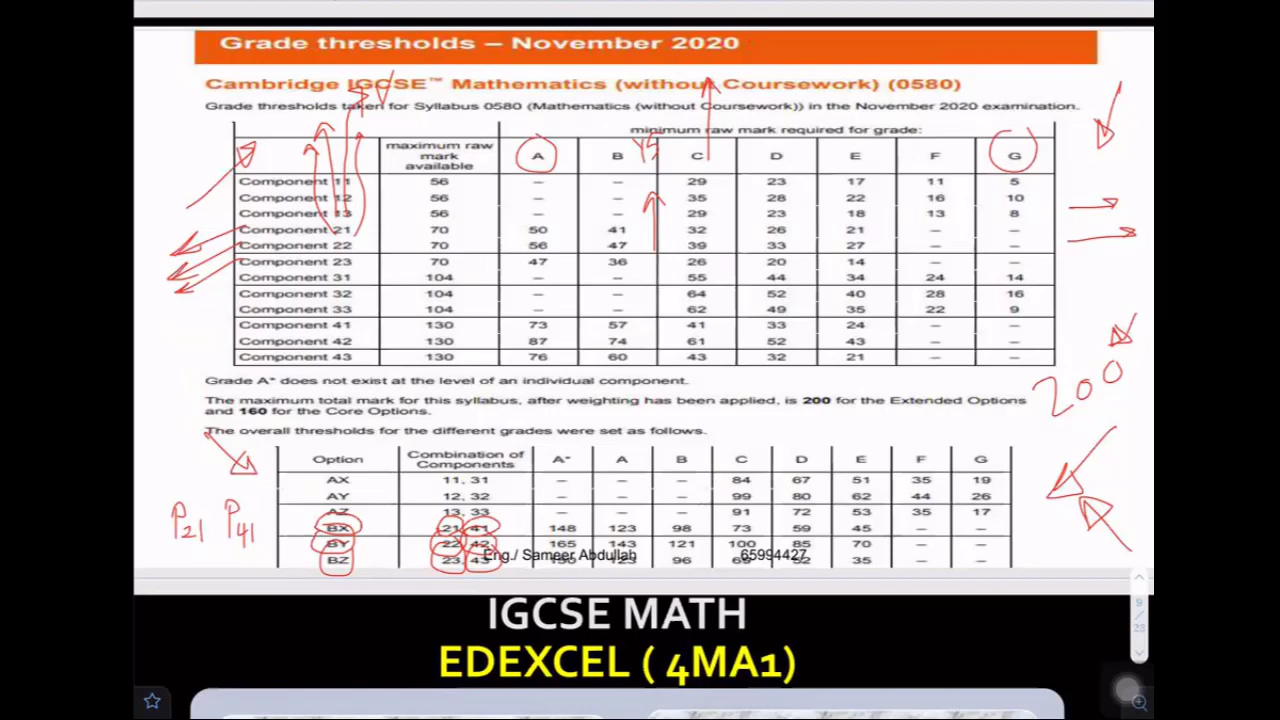 Grade thresholds – November 2020
Cambridge IGCSE™ Mathematics (without Coursework) (0580)
Grade thresholds taken for Syllabus 0580 (Mathematics (without Coursework)) in the November 2020 examination.
minimum raw mark required for grade:
maximum raw mark available A B C D E F G
Component 11 56 – – 29 23 17 11 5
Component 12 56 – – 35 28 22 16 10
Component 13 56 – – 29 23 18 13 8
Component 21 70 50 41 32 26 21 – –
Component 22 70 56 47 39 33 27 – –
Component 23 70 47 36 26 20 14 – –
Component 31 104 – – 55 44 34 24 14
Component 32 104 – – 64 52 40 28 16
Component 33 104 – – 62 49 35 22 9
Component 41 130 73 57 41 33 24 – –
Component 42 130 87 74 61 52 43 – –
Component 43 130 76 60 43 32 21 – –
Grade A* does not exist at the level of an individual component.
The maximum total mark for this syllabus, after weighting has been applied, is 200 for the Extended Options
and 160 for the Core Options.
200
The overall thresholds for the different grades were set as follows.
Option Combination of Components A* A B C D E F G
AX 11, 31 – – – 84 67 51 35 19
AY 12, 32 – – – 99 80 62 44 26
AZ 13, 33 – – – 91 72 53 35 17
P21 P41
BX 21, 41 148 123 98 73 59 45 – –
BY 22, 42 165 143 121 100 85 70 – –
Eng./ Sameer Abdullah 65994427
BZ 23, 43 123 96 35 – –
IGCSE MATH
EDEXCEL ( 4MA1)
9
/
28